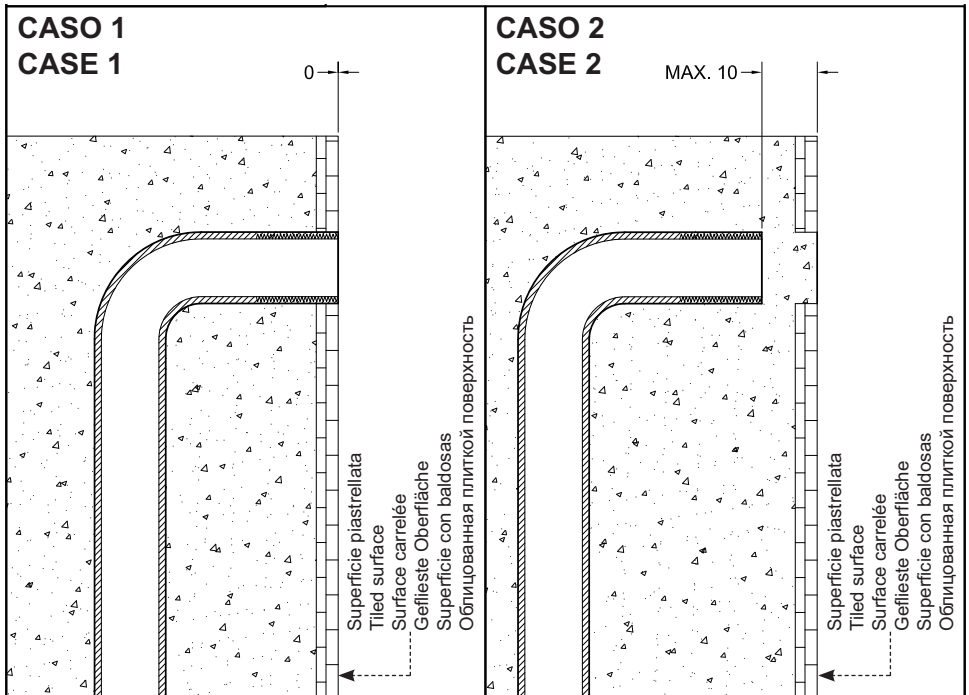 CASO 1
CASE 1
0
Superficie piastrellata
Tiled surface
Surface carrelée
Geflieste Oberfläche
Superficie con baldosas
Облицованная плиткой поверхность
CASO 2
CASE 2
MAX. 10
Superficie piastrellata
Tiled surface
Surface carrelée
Geflieste Oberfläche
Superficie con baldosas
Облицованная плиткой поверхность